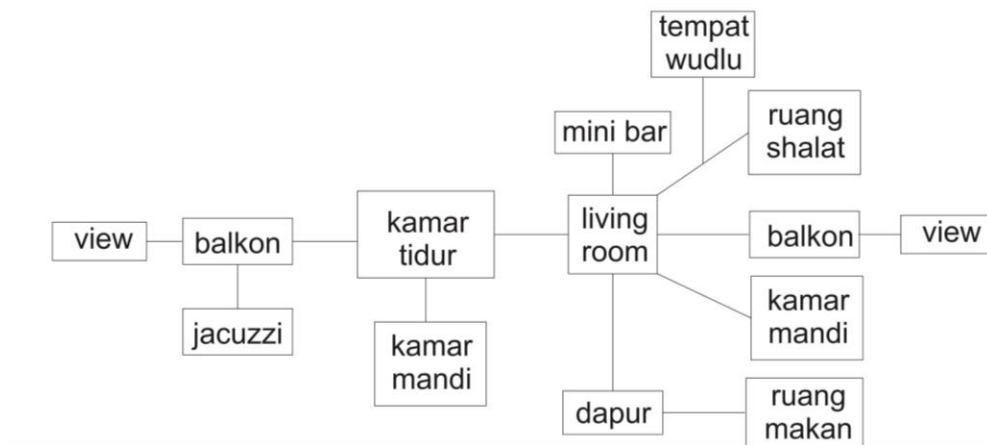 tempat
wudlu
mini bar
ruang
shalat
view
balkon
kamar
tidur
living
room
balkon
view
jacuzzi
kamar
mandi
kamar
mandi
dapur
ruang
makan